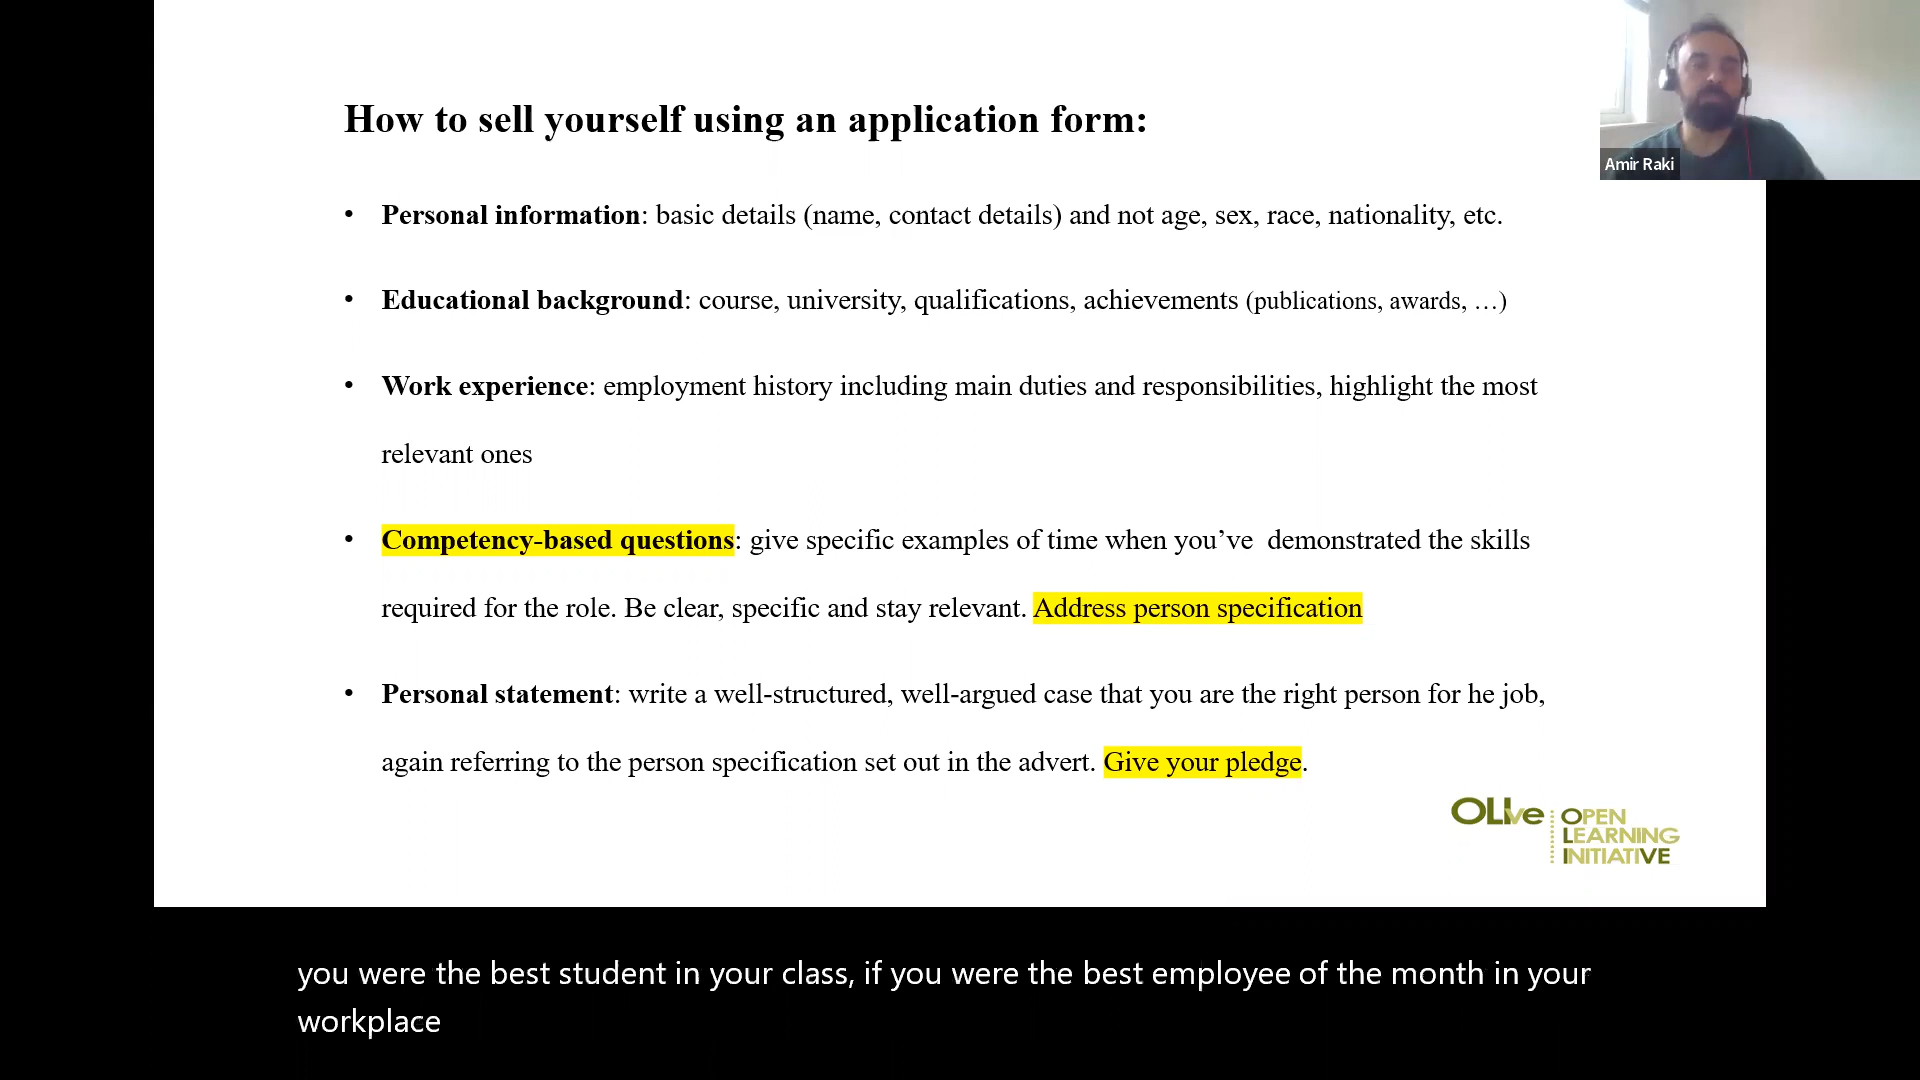 How to sell yourself using an application form:
Amir Raki
• Personal information: basic details (name, contact details) and not age, sex, race, nationality, etc.
• Educational background: course, university, qualifications, achievements (publications, awards, …)
• Work experience: employment history including main duties and responsibilities, highlight the most
relevant ones
• Competency-based questions: give specific examples of time when you’ve  demonstrated the skills
required for the role. Be clear, specific and stay relevant. Address person specification
• Personal statement: write a well-structured, well-argued case that you are the right person for he job,
again referring to the person specification set out in the advert. Give your pledge.
OLIve
OPEN
LEARNING
INITIATIVE
you were the best student in your class, if you were the best employee of the month in your
workplace